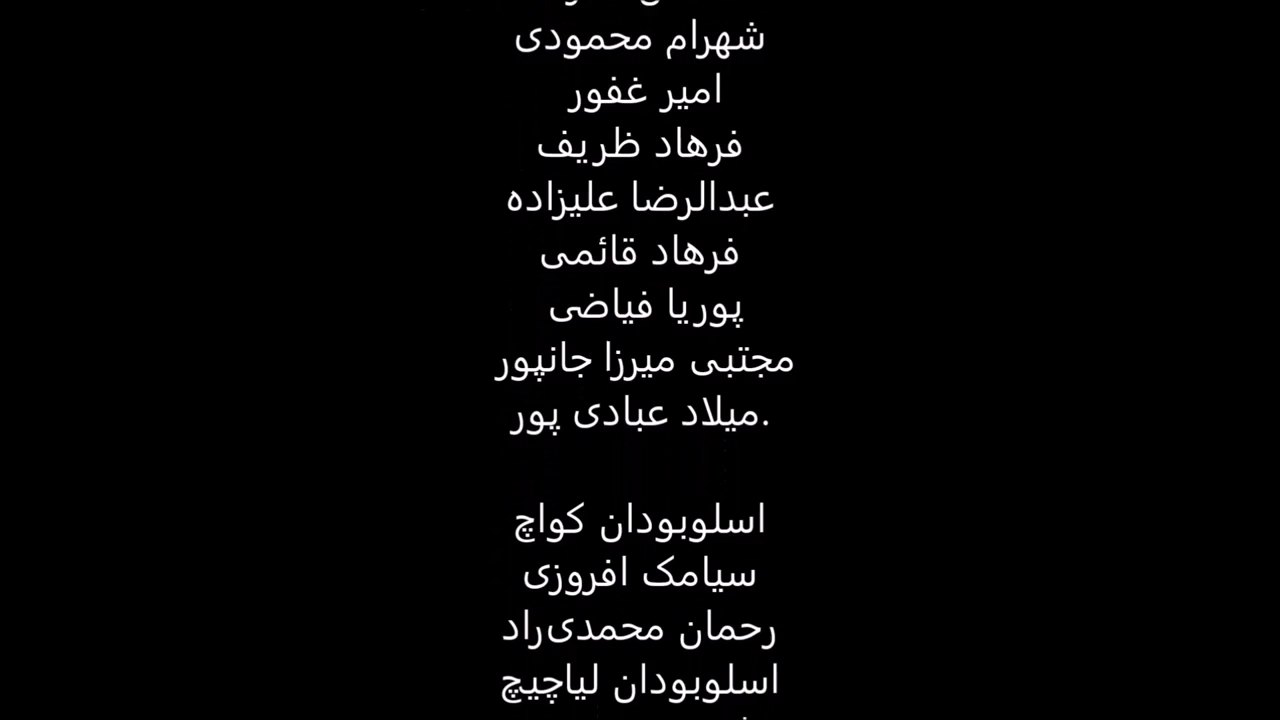 شهرام محمودی
امیر غفور
فرهاد ظریف
عبدالرضا علیزاده
فرهاد قائمی
پوریا فیاضی
مجتبی میرزا جانپور
میلاد عبادی پور.
اسلوبودان کواچ
سیامک افروزی
رحمان محمدی‌راد
اسلوبودان لیاچیچ